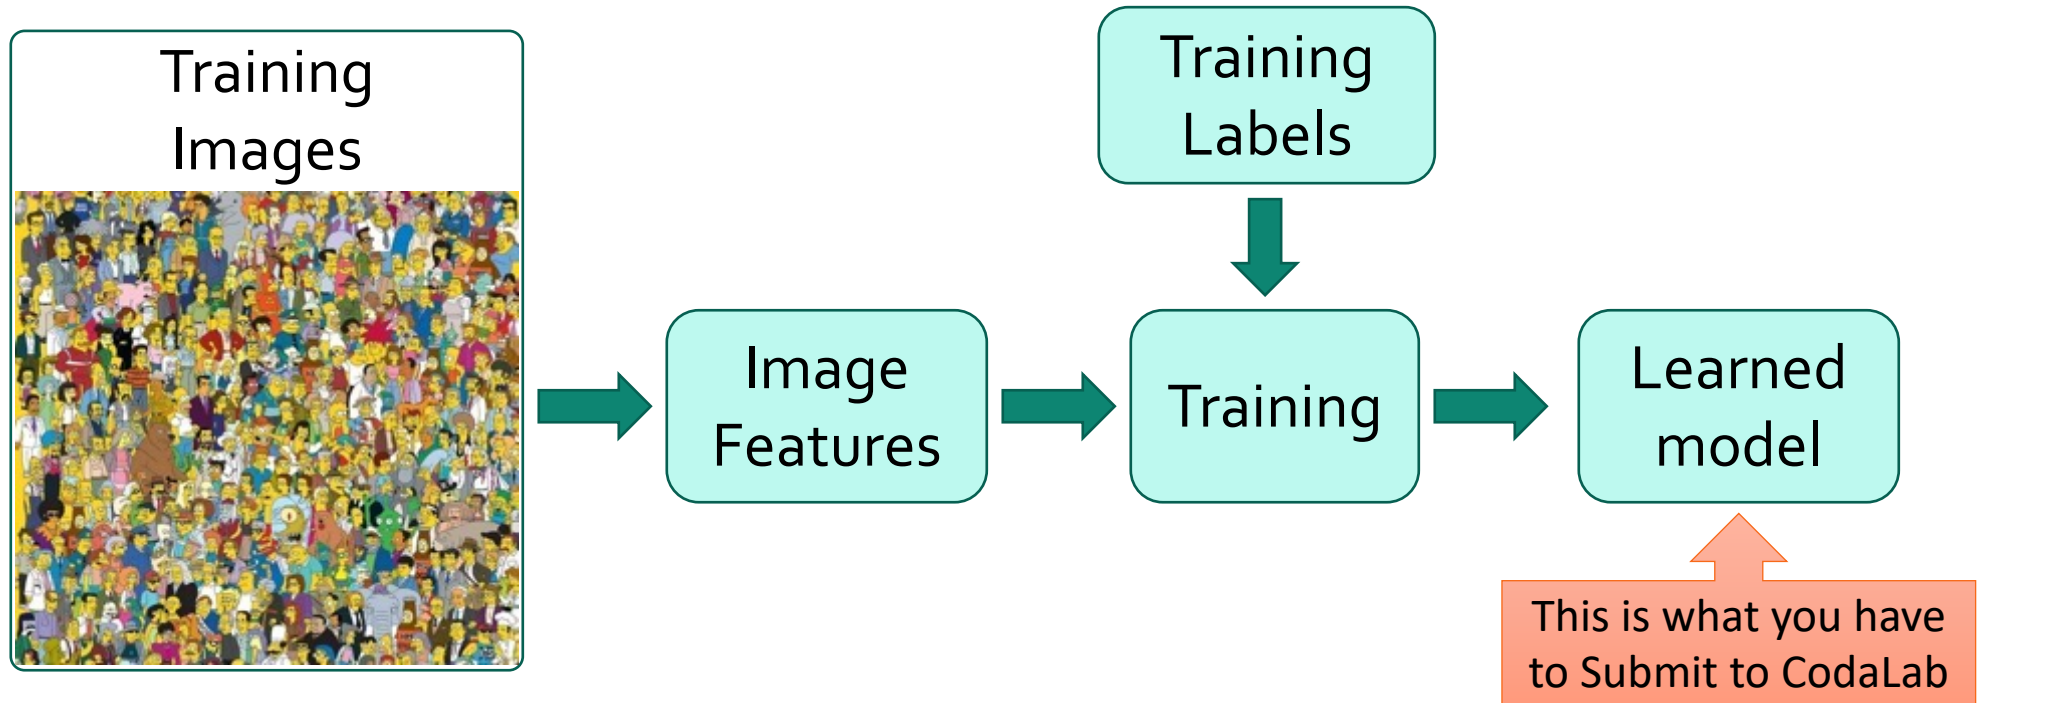 Training
Images
Training
Labels
Image
Features
Training
Learned
model
This is what you have
to Submit to CodaLab